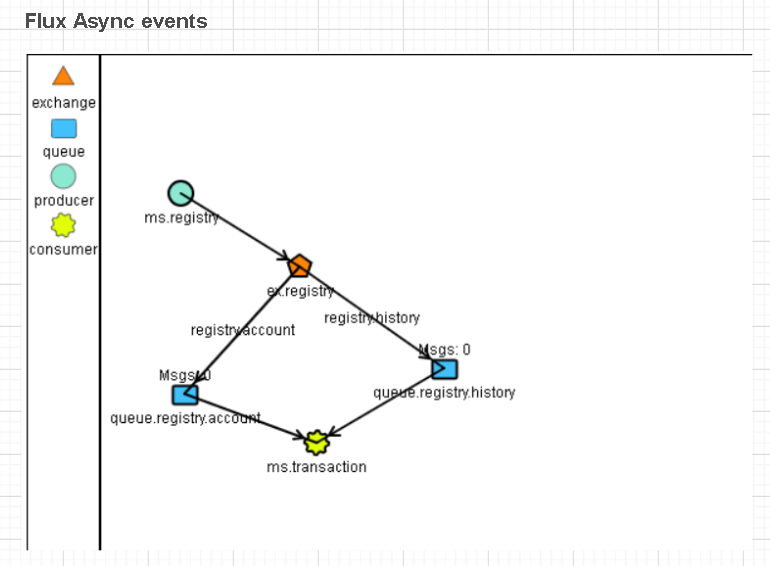 Flux Async events
exchange
queue
producer
consumer
ms.registry
ex.registry
registry.history
registry.account
Msgs: 0
Msgs: 0
queue.registry.history
queue.registry.account
ms.transaction